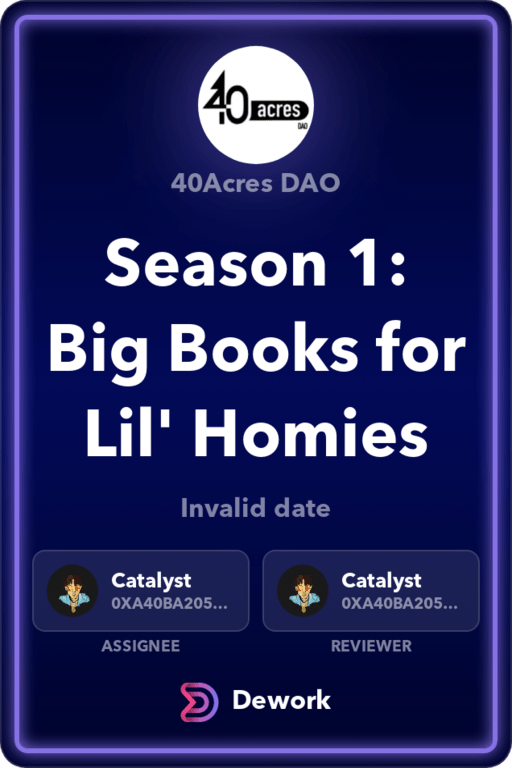 40 acres
DAO
40Acres DAO
Season 1:
Big Books for
Lil' Homies
Invalid date
Catalyst
0XA40BA205...
Catalyst
0XA40BA205...
ASSIGNEE
REVIEWER
Dework